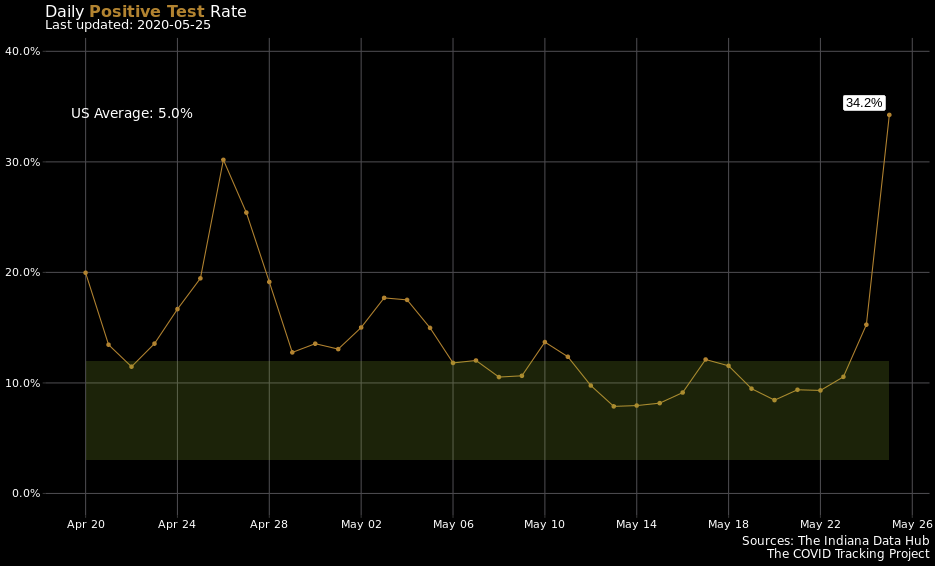 Daily Positive Test Rate
Last updated: 2020-05-25
40.0%
US Average: 5.0%
34.2%
30.0%
20.0%
10.0%
0.0%
Apr 20 Apr 24 Apr 28 May 02 May 06 May 10 May 14 May 18 May 22 May 26
Sources: The Indiana Data Hub
The COVID Tracking Project